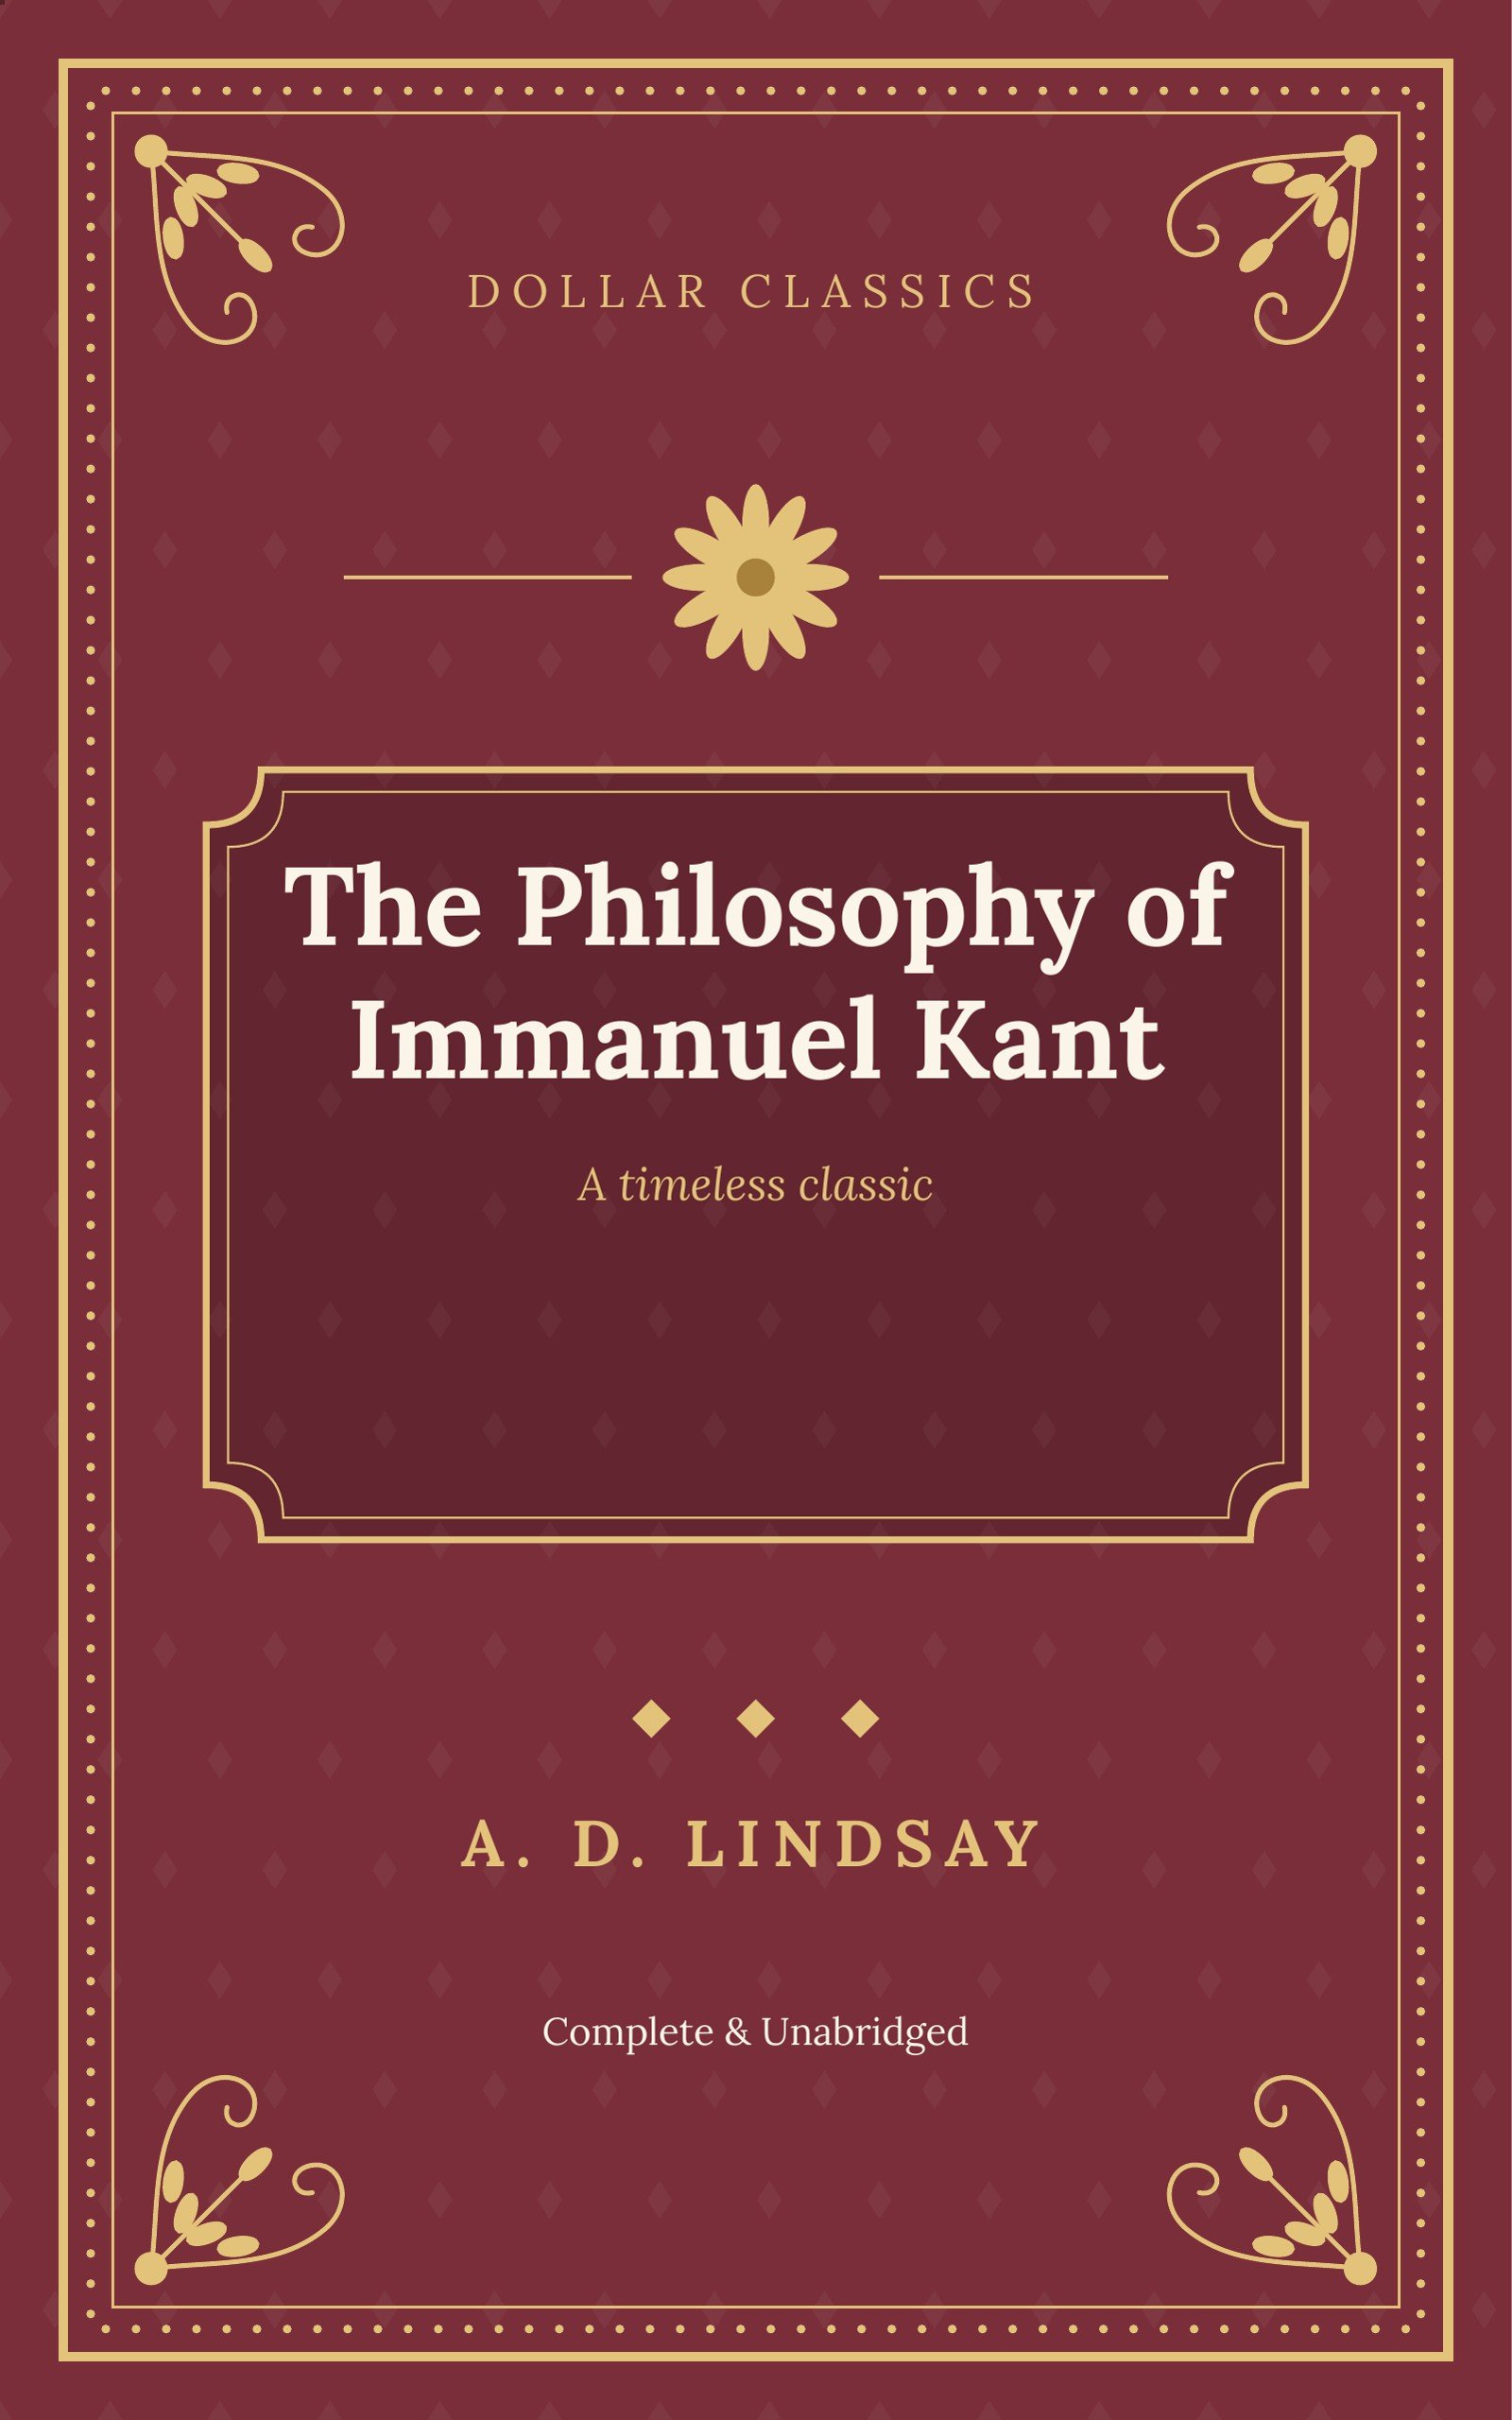 DOLLAR CLASSICS
The Philosophy of
Immanuel Kant
A timeless classic
A. D. LINDSAY
Complete & Unabridged